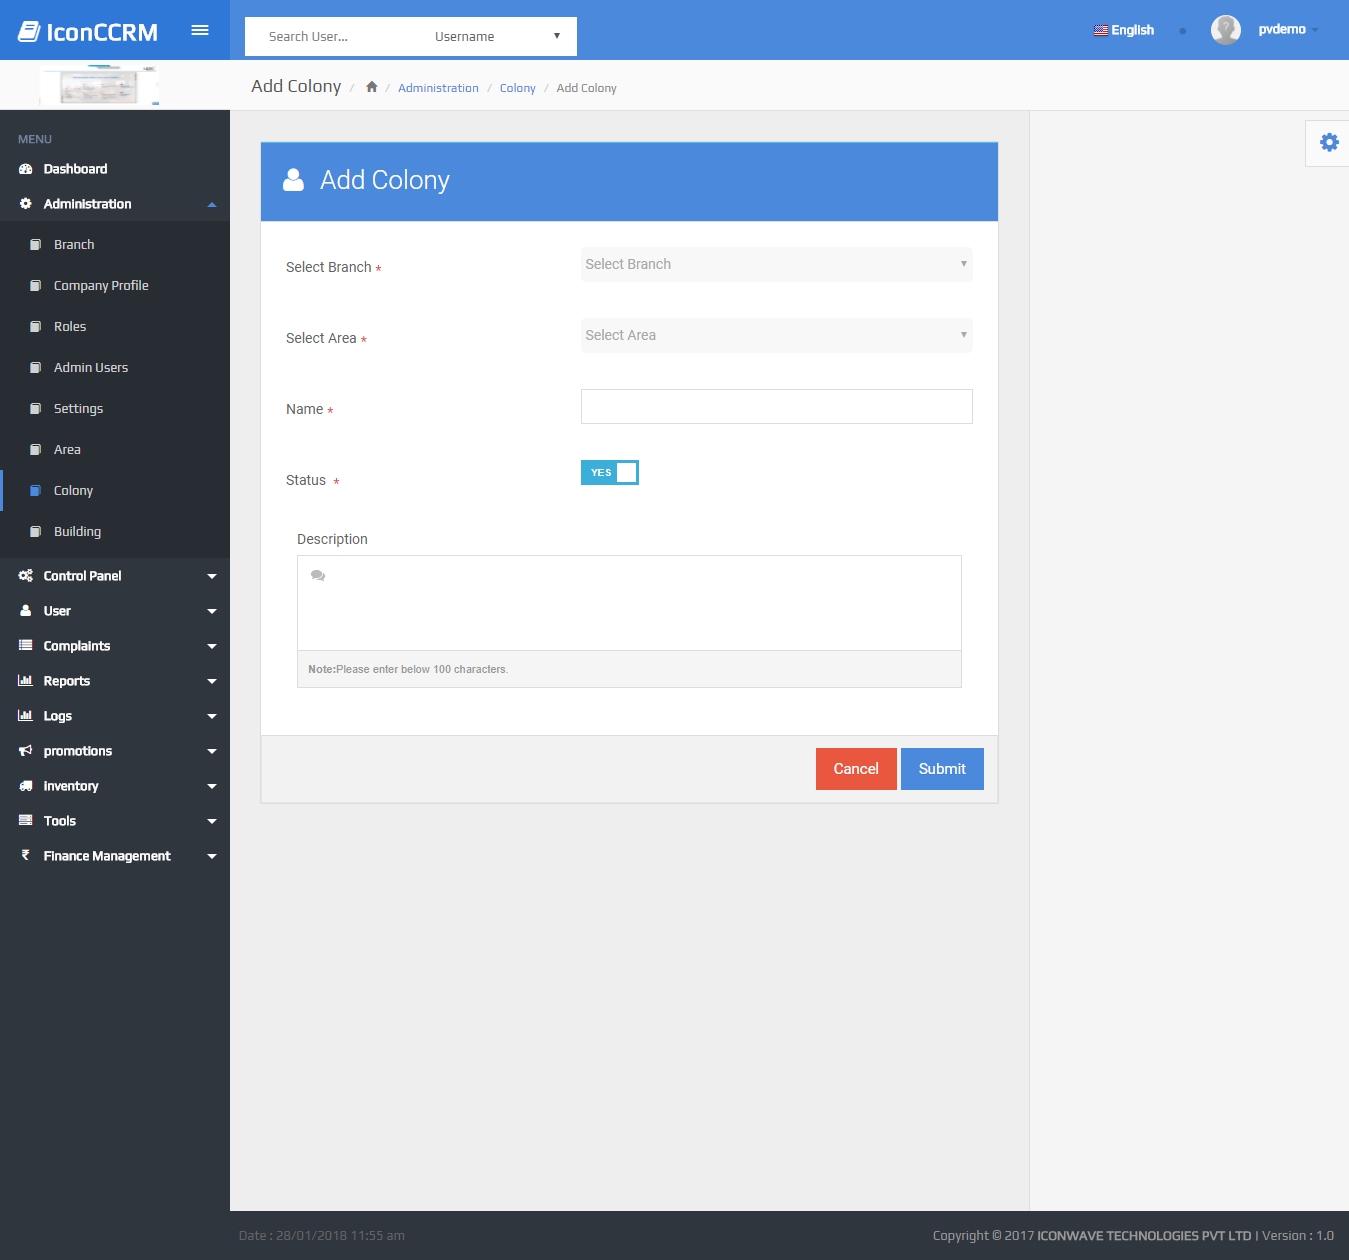 IconCCRM
Search User...
Username
English
pvdemo
Add Colony / / Administration / Colony / Add Colony
MENU
Dashboard
Administration
Branch
Company Profile
Roles
Admin Users
Settings
Area
Colony
Building
Control Panel
User
Complaints
Reports
Logs
promotions
Inventory
Tools
Finance Management
Add Colony
Select Branch *
Select Branch
Select Area *
Select Area
Name *
Status *
YES
Description
Note:Please enter below 100 characters.
Cancel
Submit
Date : 28/01/2018 11:55 am
Copyright © 2017 ICONWAVE TECHNOLOGIES PVT LTD | Version : 1.0